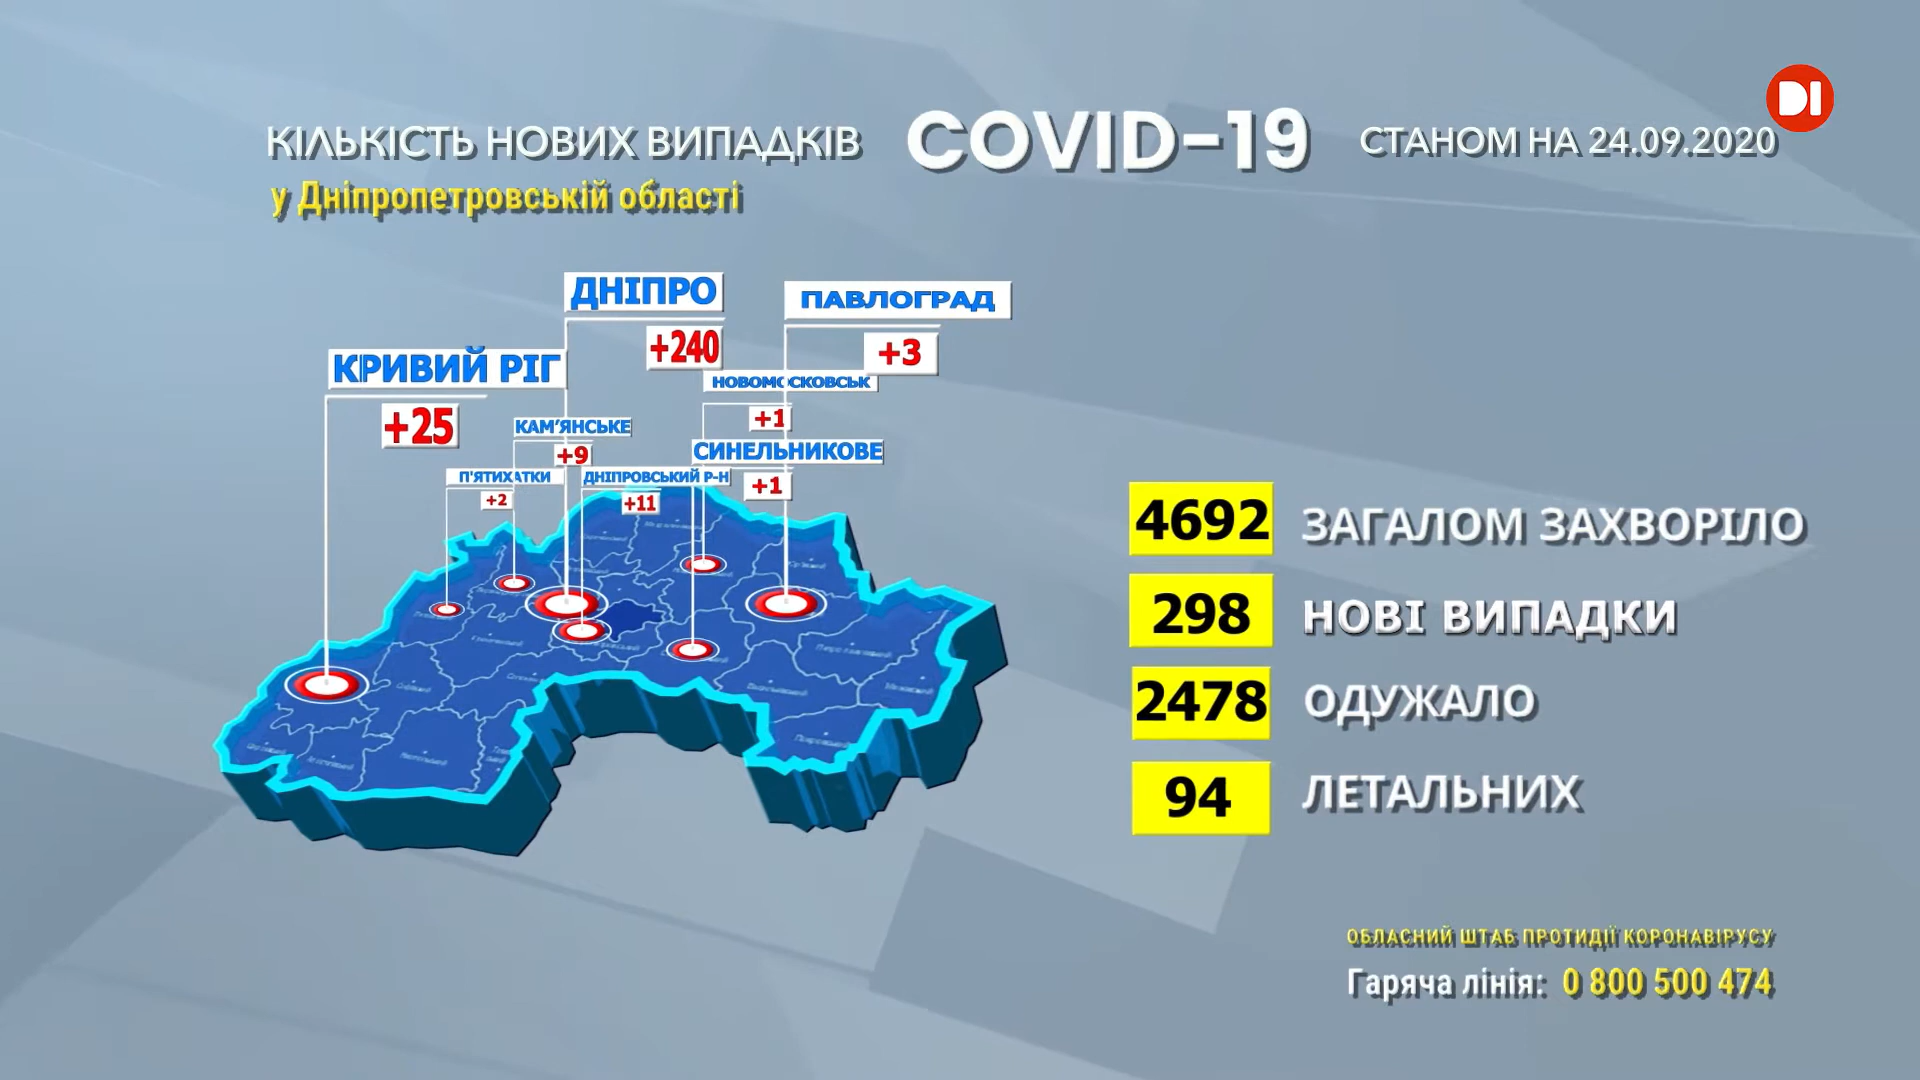 DI
КІЛЬКІСТЬ НОВИХ ВИПАДКІВ COVID-19 СТАНОМ НА 24.09.2020
у Дніпропетровській області
ДНІПРО
+240
ПАВЛОГРАД
+3
КРИВИЙ РІГ
+25
НОВОМОСКОВСЬК
+1
КАМ'ЯНСЬКЕ
+9
СИНЕЛЬНИКОВЕ
+1
П'ЯТИХАТКИ
+2
ДНІПРОВСЬКИЙ Р-Н
+11
4692 ЗАГАЛОМ ЗАХВОРІЛО
298 НОВІ ВИПАДКИ
2478 ОДУЖАЛО
94 ЛЕТАЛЬНИХ
ОБЛАСНИЙ ШТАБ ПРОТИДІЇ КОРОНАВІРУСУ
Гаряча лінія: 0 800 500 474